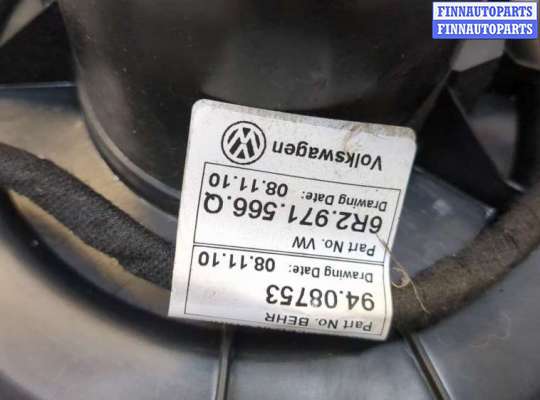 FINNAUTOPARTS
FINNAUTOPARTS
Volkswagen
Part No. BEHR
94.08753
Drawing Date: 08.11.10
Part No. VW
6R2.971.566.Q
Drawing Date: 08.11.10